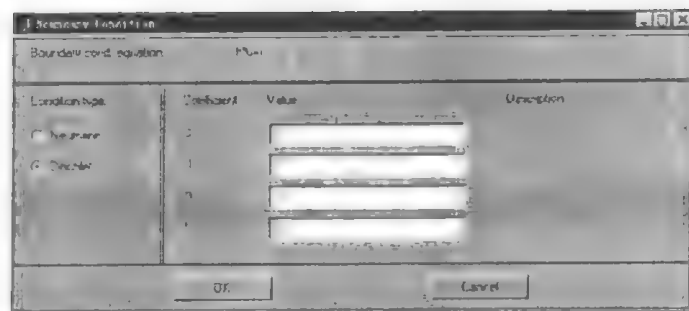 Boundary Condition
Boundary cond. equation:
Condition type: Coefficient Value Description
Neumann
Dirichlet
OK Cancel